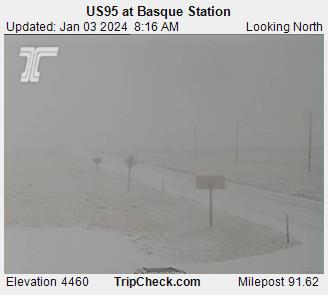 US95 at Basque Station
Updated: Jan 03 2024 8:16 AM Looking North
Elevation 4460 TripCheck.com Milepost 91.62